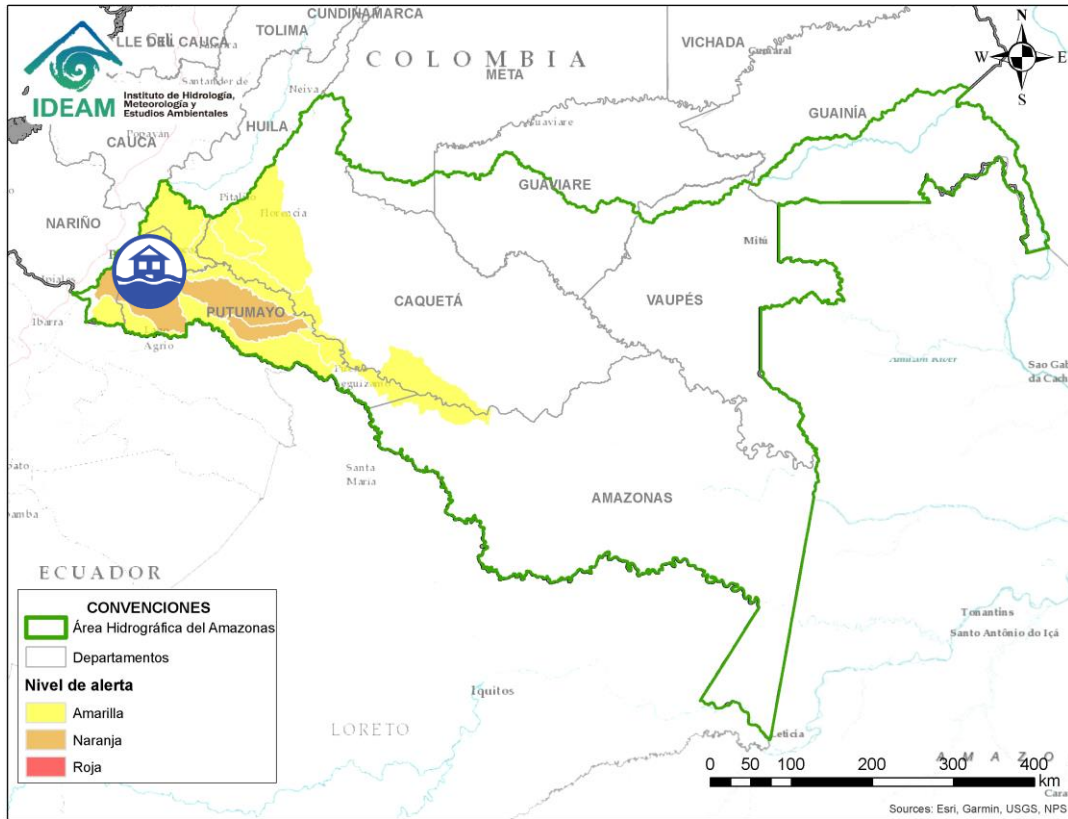 IDEAM
Instituto de Hidrología,
Meteorología y
Estudios Ambientales
CUNDINAMARCA
TOLIMA
LLE DEL CAUCA
Santander de
COLOMBIA
META
VICHADA
N
W
E
S
Neiva
HUILA
Guaviare
GUAINÍA
Popayán
CAUCA
GUAVIARE
Florencia
NARIÑO
Mitú
CAQUETÁ
VAUPÉS
PUTUMAYO
Ibarra
Agrio
Sao Gab
da Cach
Santa
Maria
AMAZONAS
ECUADOR
CONVENCIONES
Área Hidrográfica del Amazonas
Departamentos
Nivel de alerta
Amarilla
Naranja
Roja
Tonantins
Santo Antônio do Içá
Iquitos
LORETO
Leticia
A M A Z O
0 50 100 200 300 400
km
Cara
Sources: Esri, Garmin, USGS, NPS